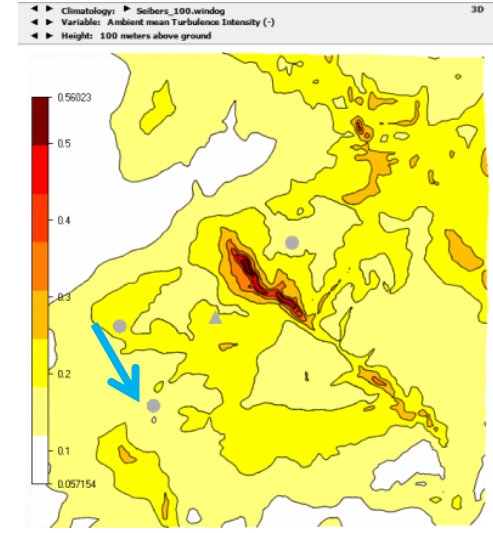 Climatology: Seibers_100.windog 3D
Variable: Ambient mean Turbulence Intensity (-)
Height: 100 meters above ground
0.56023
0.5
0.4
0.3
0.2
0.1
0.057154